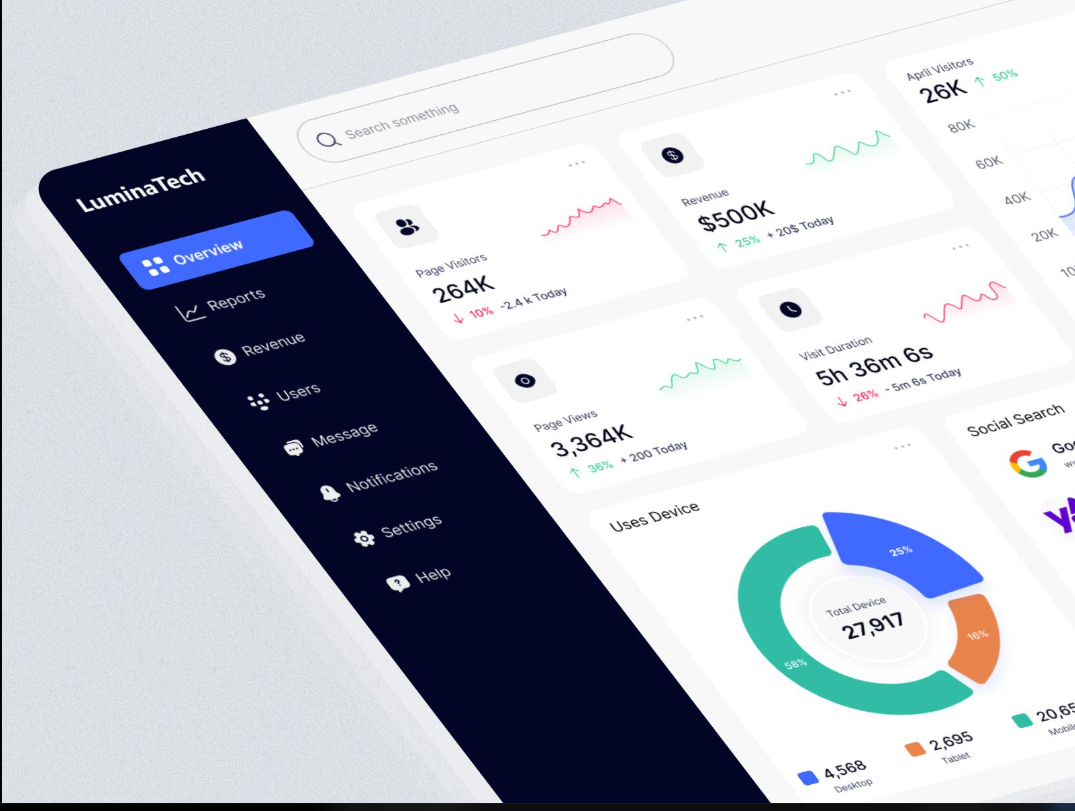 LuminaTech
Overview
Reports
Revenue
Users
Message
Notifications
Settings
Help
Search something
Page Visitors
264K
10% -2.4 k Today
Revenue
$500K
25% + 20$ Today
April Visitors
26K 50%
80K
60K
40K
20K
Page Views
3,364K
36% + 200 Today
Visit Duration
5h 36m 6s
26% - 5m 6s Today
Uses Device
25%
16%
58%
Total Device
27,917
4,568
Desktop
2,695
Tablet
20,65
Social Search